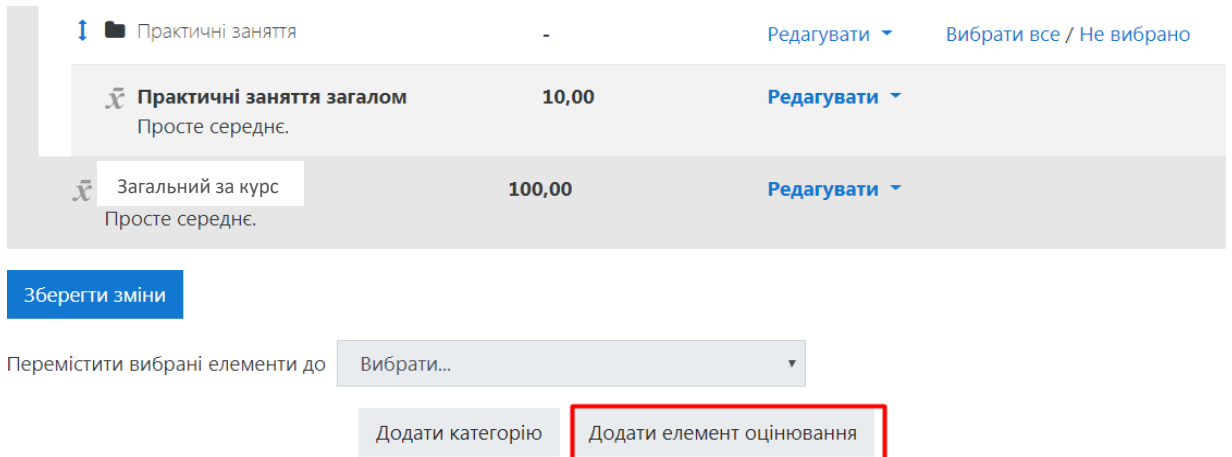 Практичні заняття - Редагувати Вибрати все / Не вибрано
x̄ Практичні заняття загалом 10,00 Редагувати
Просте середнє.
x̄ Загальний за курс 100,00 Редагувати
Просте середнє.
Зберегти зміни
Перемістити вибрані елементи до Вибрати...
Додати категорію Додати елемент оцінювання